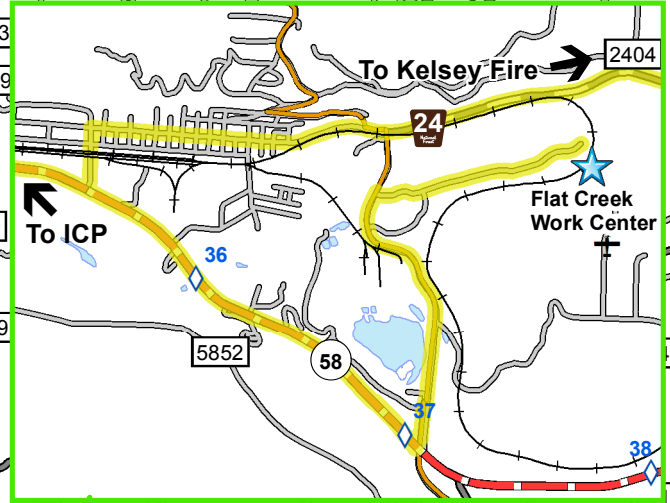 2404
To Kelsey Fire
24
Flat Creek
Work Center
To ICP
36
5852
58
37
38